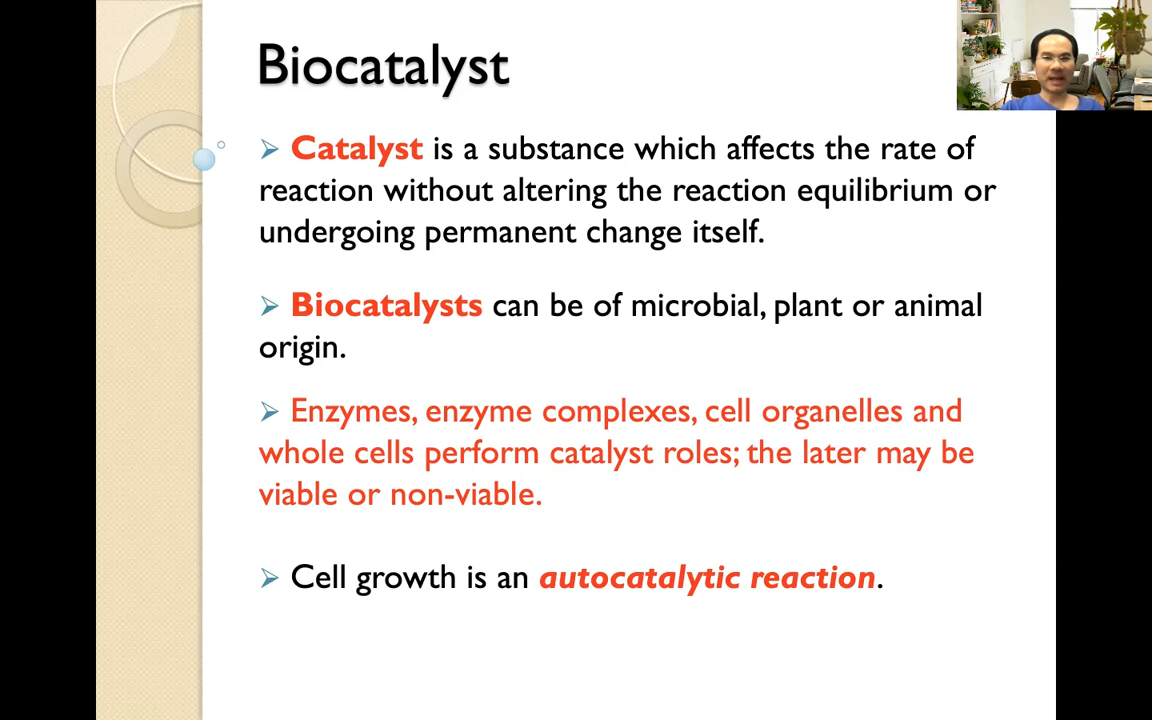 Biocatalyst
➢ Catalyst is a substance which affects the rate of
reaction without altering the reaction equilibrium or
undergoing permanent change itself.
➢ Biocatalysts can be of microbial, plant or animal
origin.
➢ Enzymes, enzyme complexes, cell organelles and
whole cells perform catalyst roles; the later may be
viable or non-viable.
➢ Cell growth is an autocatalytic reaction.